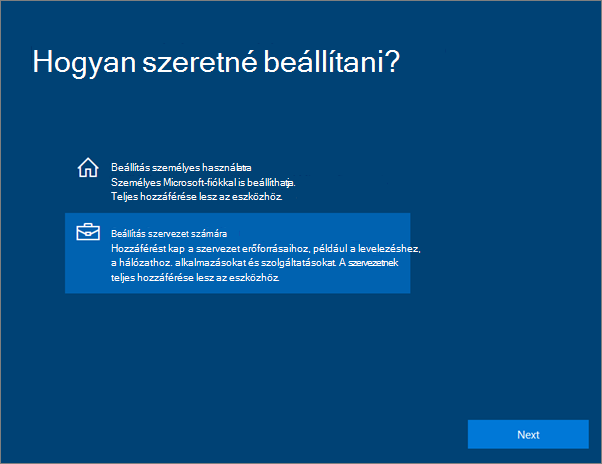 Hogyan szeretné beállítani?
Beállítás személyes használatra
Személyes Microsoft-fiókkal is beállíthatja.
Teljes hozzáférése lesz az eszközhöz.
Beállítás szervezet számára
Hozzáférést kap a szervezet erőforrásaihoz, például a levelezéshez,
a hálózathoz. alkalmazásokat és szolgáltatásokat. A szervezetnek
teljes hozzáférése lesz az eszközhöz.
Next